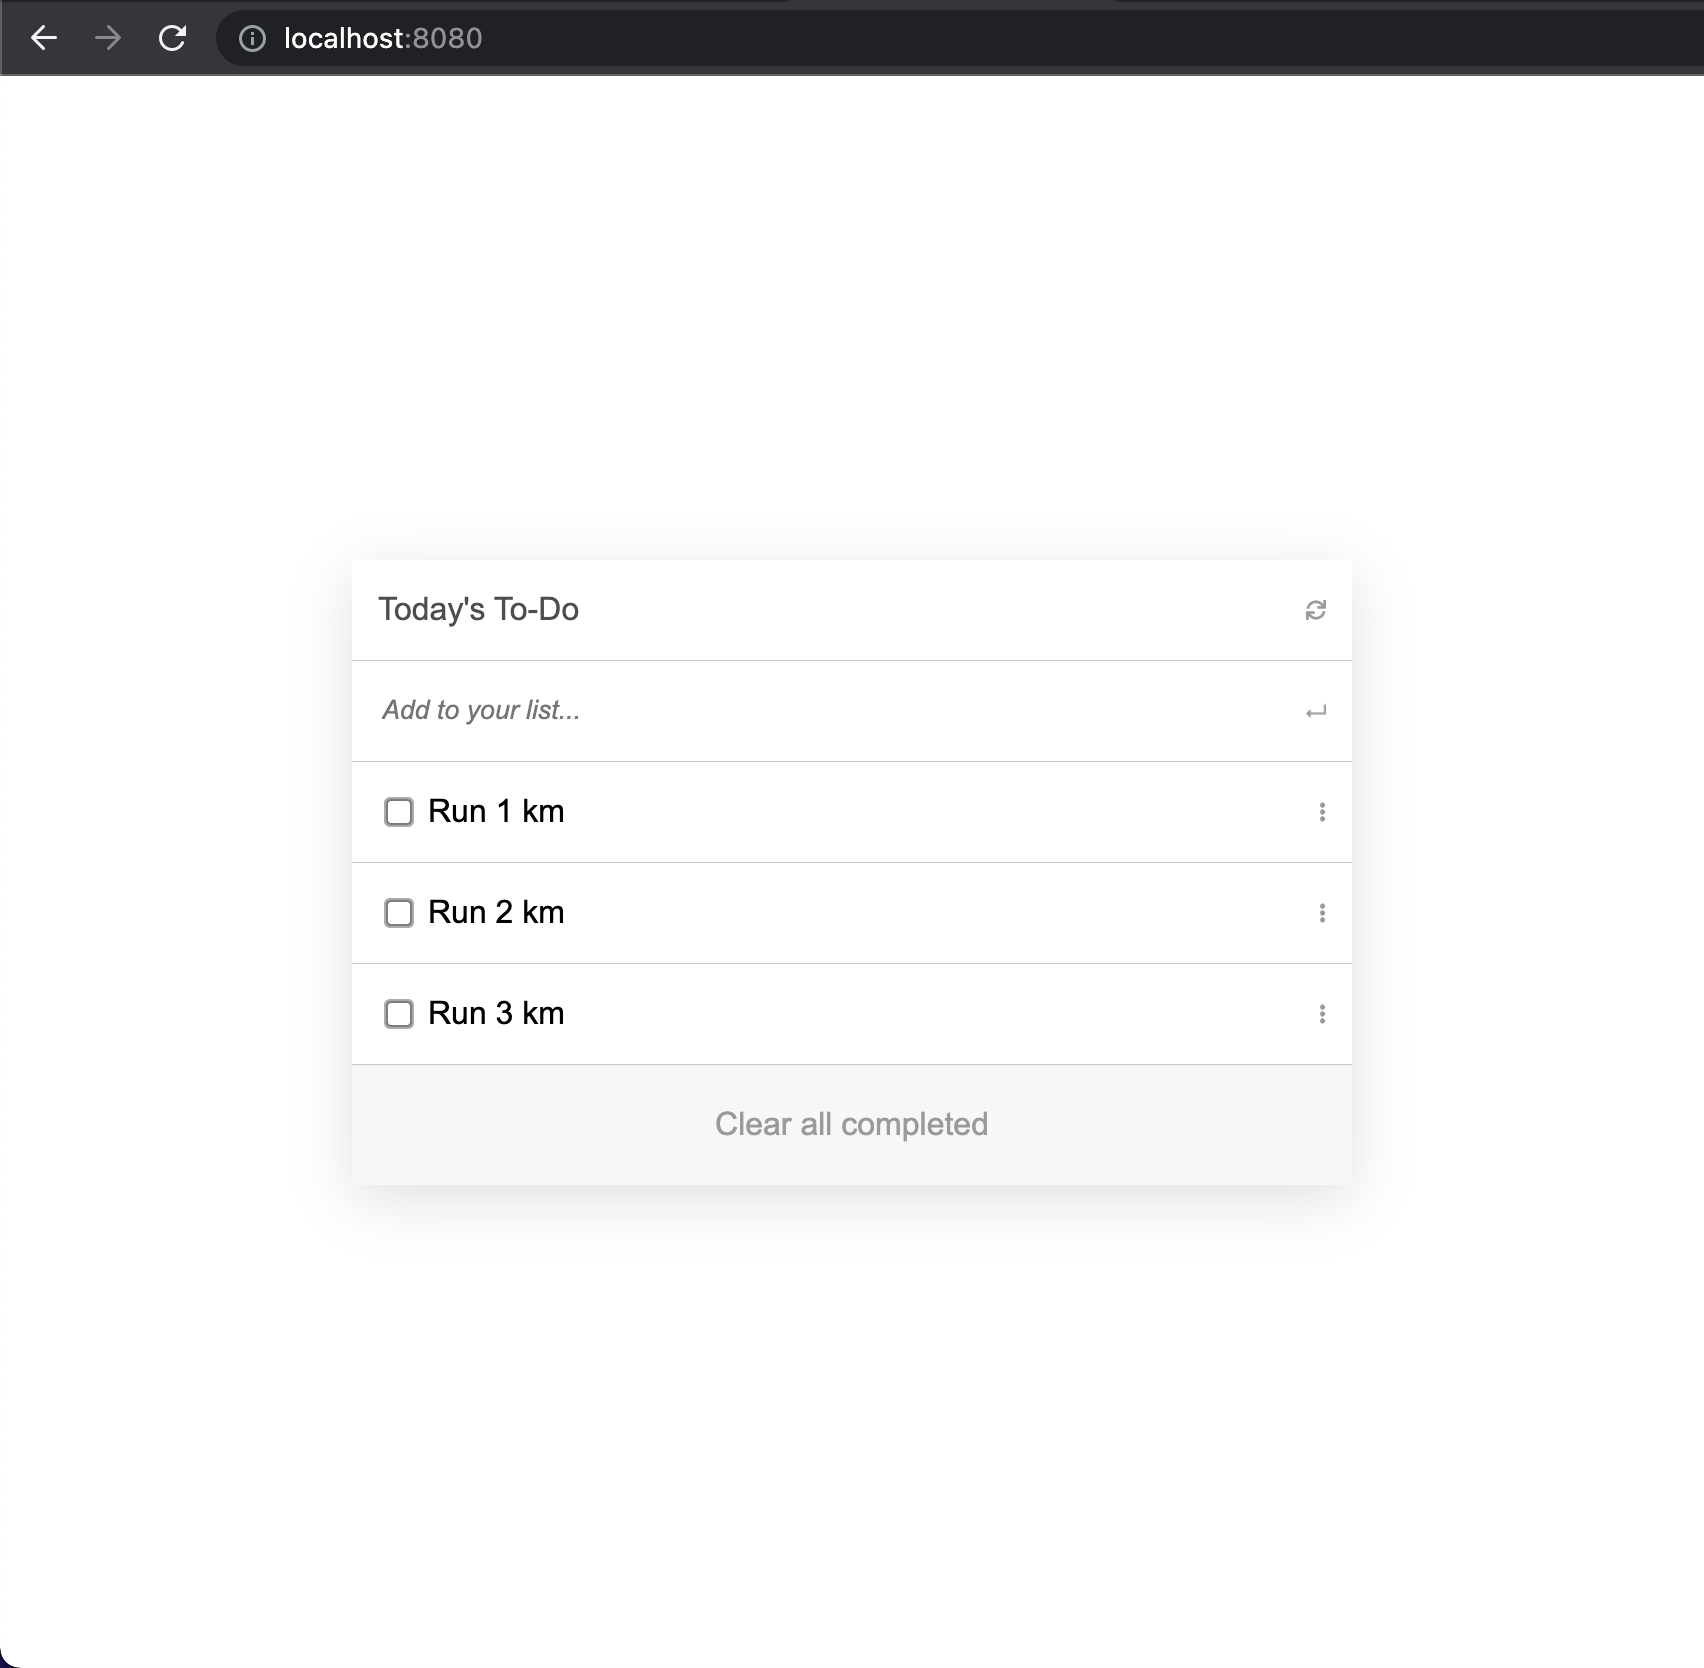 localhost:8080
Today's To-Do
Add to your list...
Run 1 km
Run 2 km
Run 3 km
Clear all completed